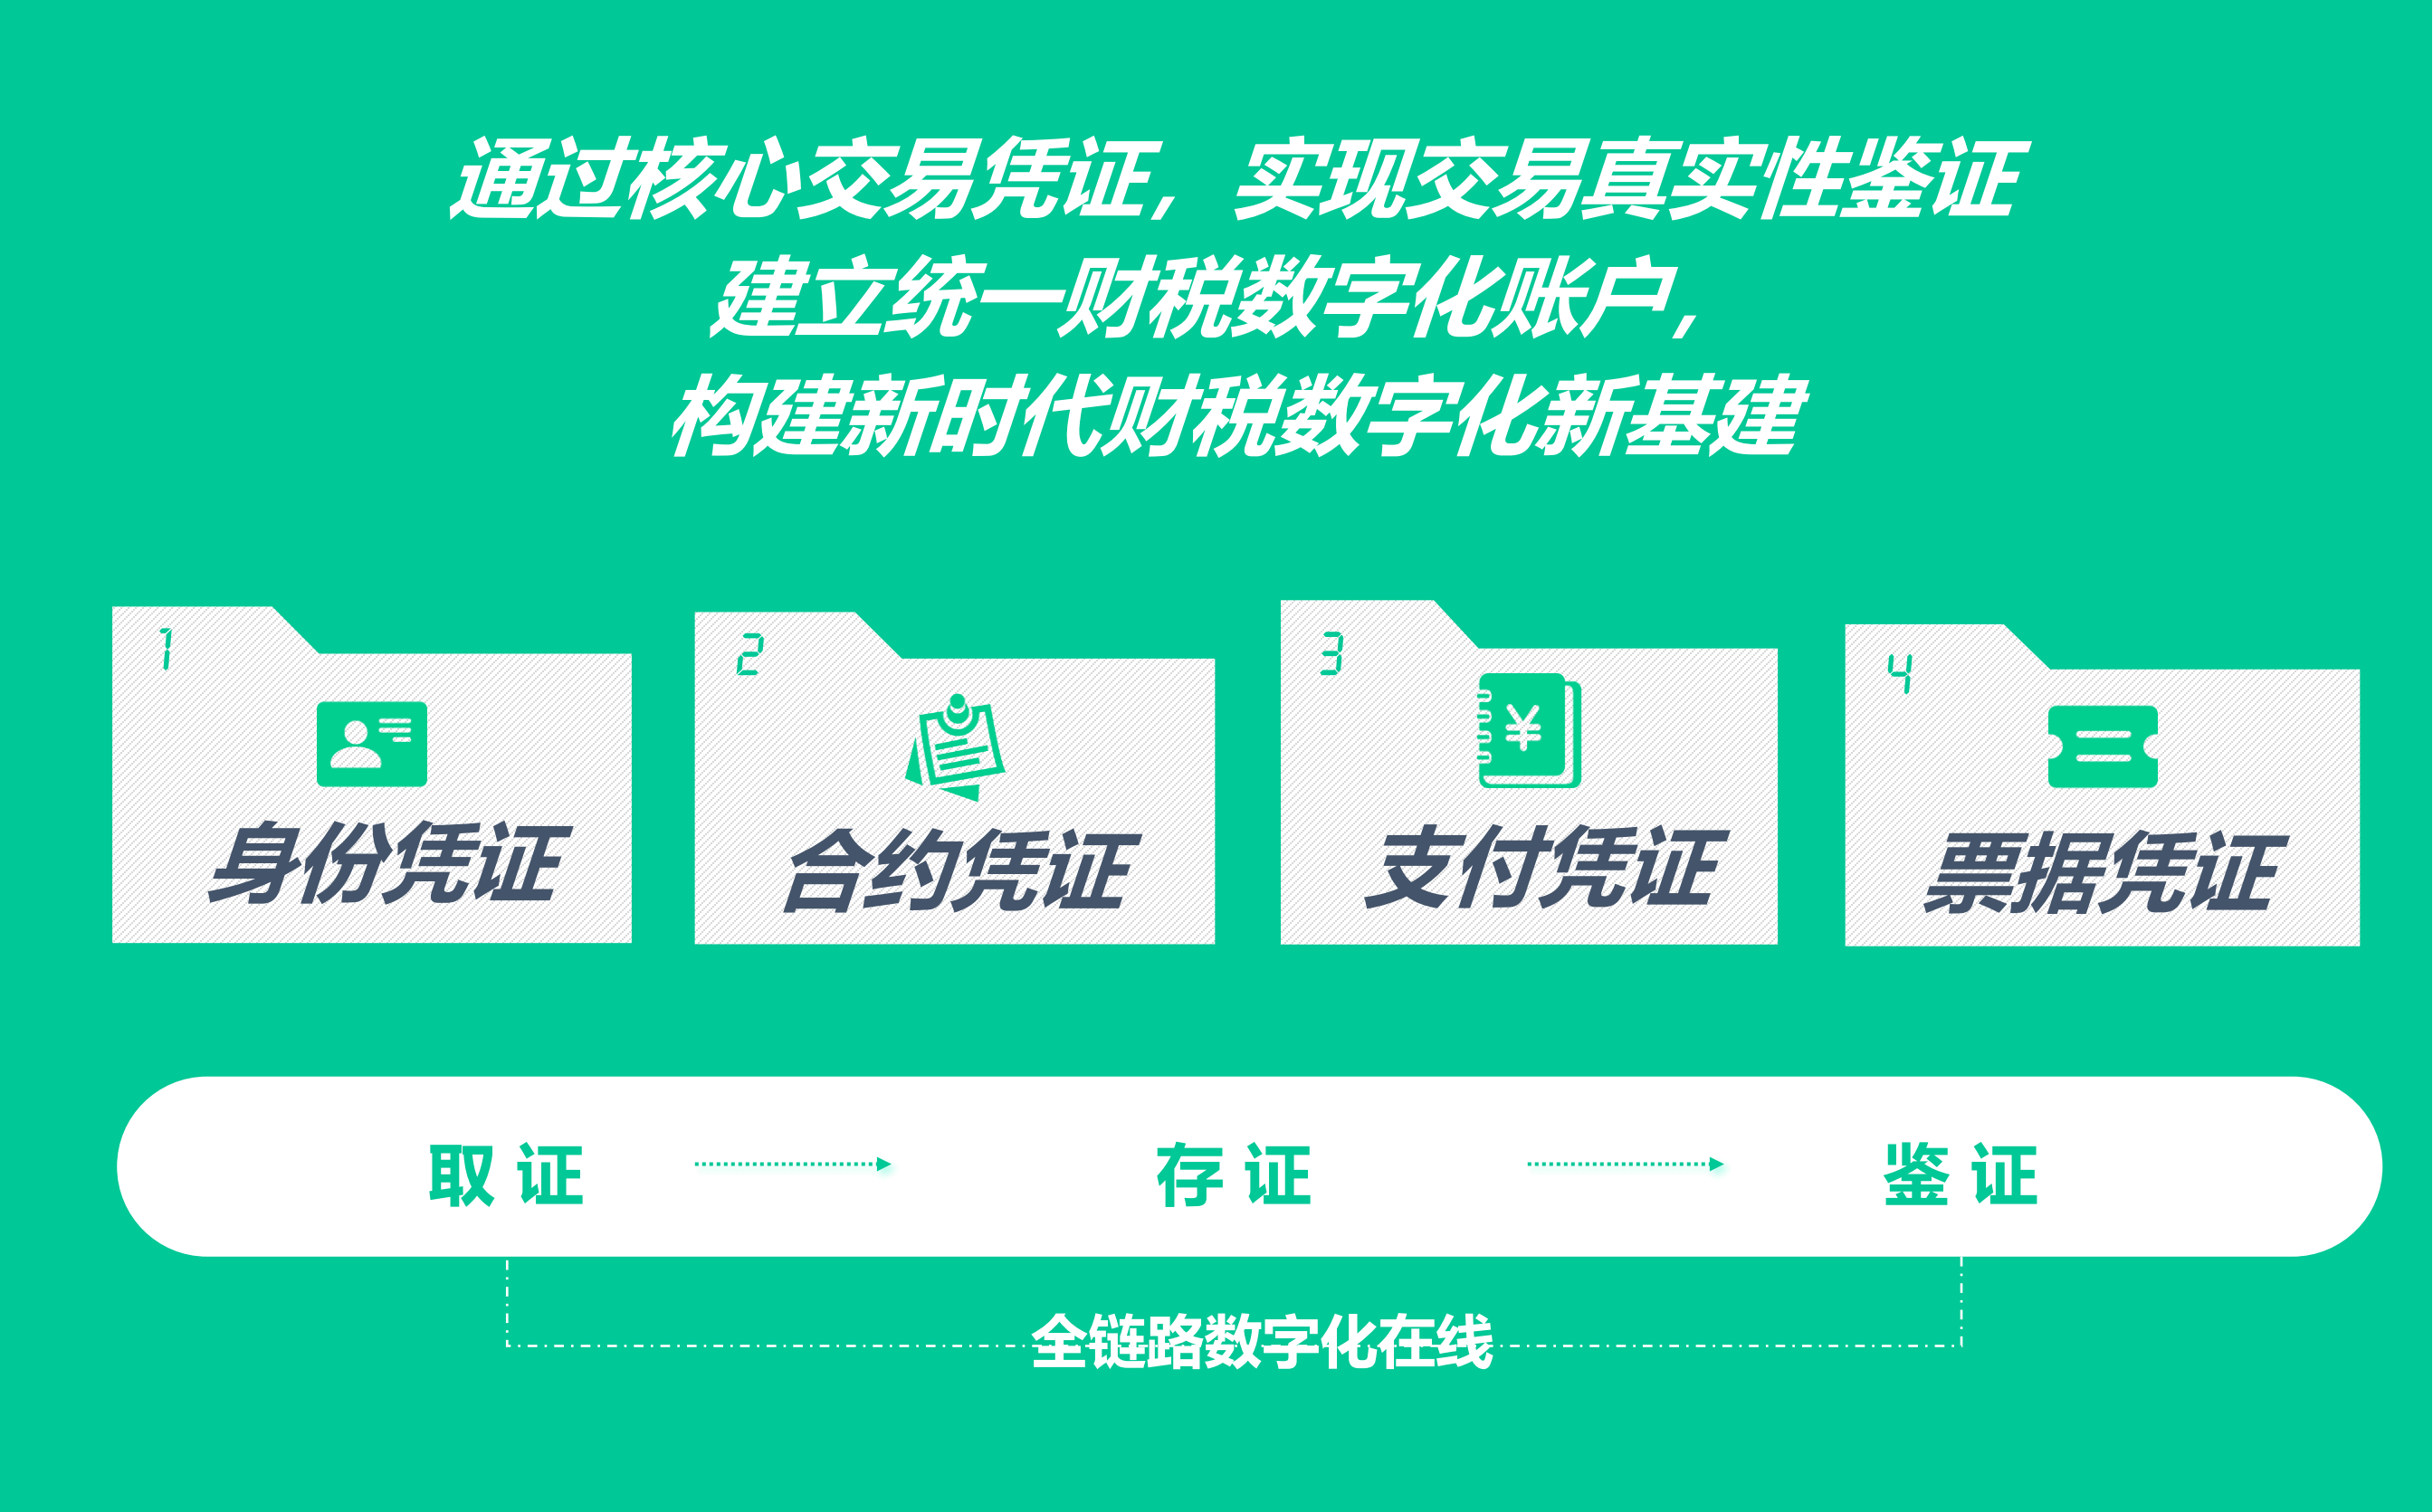 通过核心交易凭证，实现交易真实性鉴证
建立统一财税数字化账户，
构建新时代财税数字化新基建
1
2
3
4
身份凭证
合约凭证
支付凭证
票据凭证
取证
存证
鉴证
全链路数字化在线